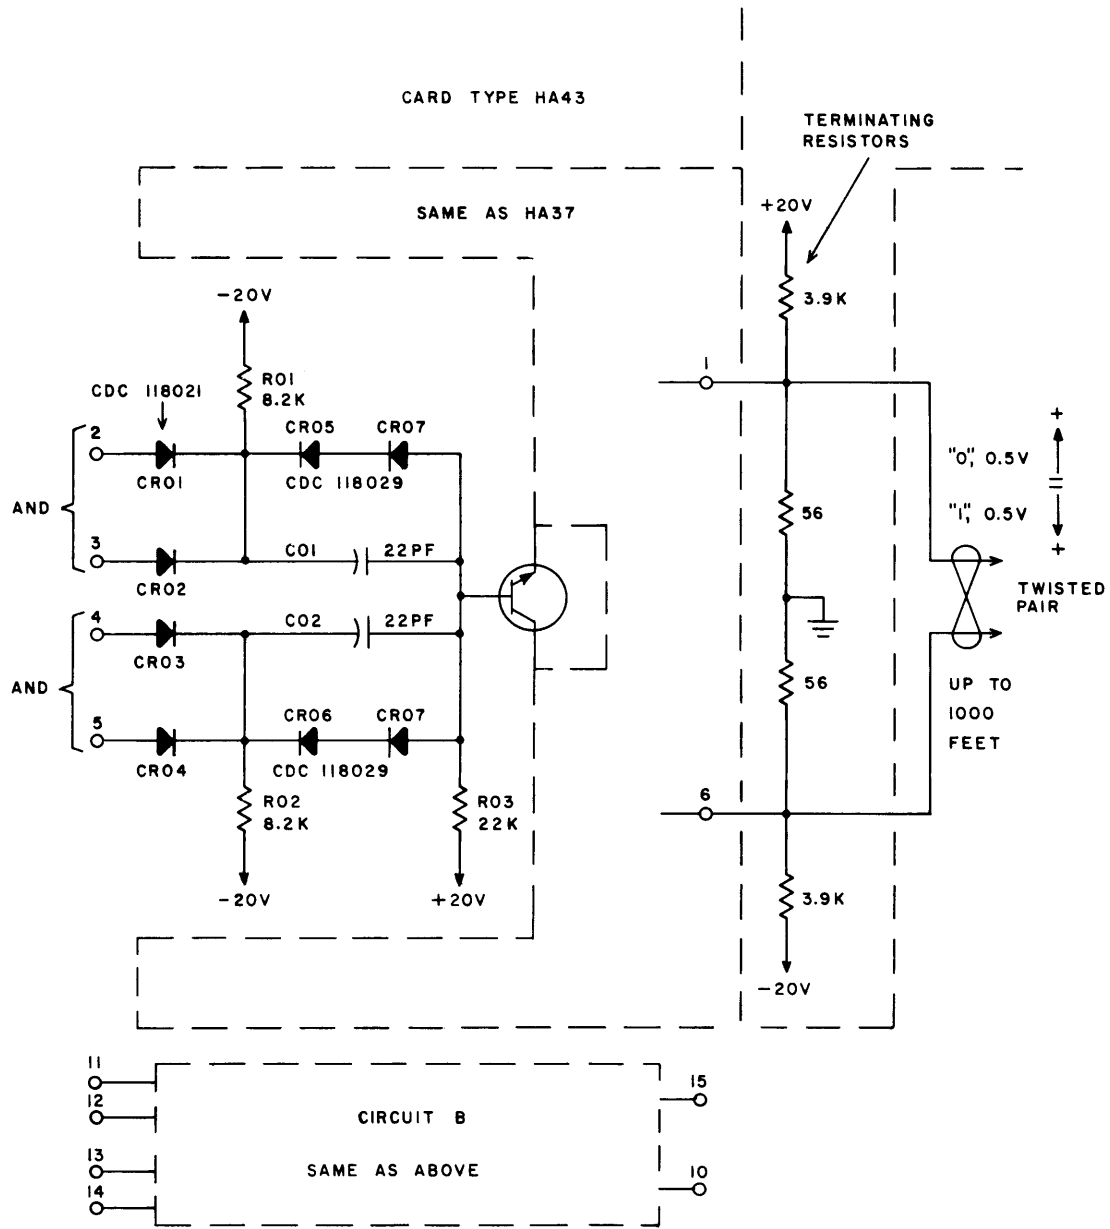 CARD TYPE HA43
TERMINATING
RESISTORS
SAME AS HA37
+20V
3.9K
-20V
R01
8.2K
CDC 118021
1
2
CR01
CR05
CR07
CDC 118029
AND
3
CR02
C01
22PF
"0", 0.5V
"1", 0.5V
+
=
+
56
TWISTED
PAIR
4
CR03
C02
22PF
AND
5
CR04
CR06
CR07
CDC 118029
56
UP TO
1000
FEET
R02
8.2K
R03
22K
6
-20V
+20V
3.9K
-20V
11
12
13
14
CIRCUIT B
SAME AS ABOVE
15
10